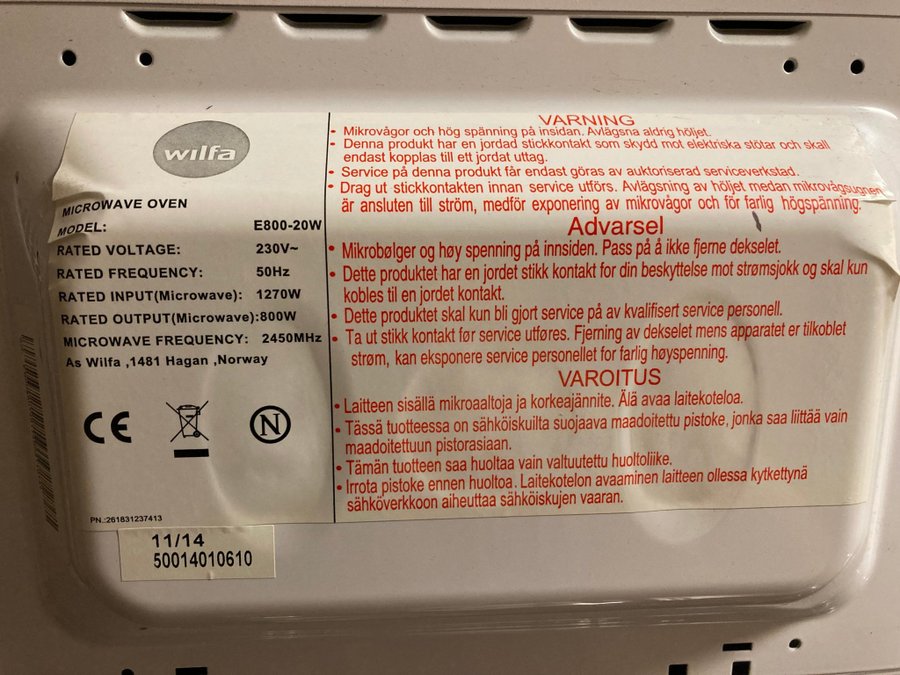 wilfa
MICROWAVE OVEN
MODEL: E800-20W
RATED VOLTAGE: 230V~
RATED FREQUENCY: 50Hz
RATED INPUT(Microwave): 1270W
RATED OUTPUT(Microwave):800W
MICROWAVE FREQUENCY: 2450MHz
As Wilfa ,1481 Hagan ,Norway
CE
N
PN.:261831237413
VARNING
• Mikrovågor och hög spänning på insidan. Avlägsna aldrig höljet.
• Denna produkt har en jordad stickkontakt som skydd mot elektriska stötar och skall
endast kopplas till ett jordat uttag.
• Service på denna produkt får endast göras av auktoriserad serviceverkstad.
• Drag ut stickkontakten innan service utförs. Avlägsning av höljet medan mikrovågsugnen
är ansluten till ström, medför exponering av mikrovågor och för farlig högspänning.
Advarsel
• Mikrobølger og høy spenning på innsiden. Pass på å ikke fjerne dekselet.
• Dette produktet har en jordet stikk kontakt for din beskyttelse mot strømsjokk og skal kun
kobles til en jordet kontakt.
• Dette produktet skal kun bli gjort service på av kvalifisert service personell.
• Ta ut stikk kontakt før service utføres. Fjerning av dekselet mens apparatet er tilkoblet
strøm, kan eksponere service personellet for farlig høyspenning.
VAROITUS
• Laitteen sisällä mikroaaltoja ja korkeajännite. Älä avaa laitekoteloa.
• Tässä tuotteessa on sähköiskuilta suojaava maadoitettu pistoke, jonka saa liittää vain
maadoitettuun pistorasiaan.
• Tämän tuotteen saa huoltaa vain valtuutettu huoltoliike.
• Irrota pistoke ennen huoltoa. Laitekotelon avaaminen laitteen ollessa kytkettynä
sähköverkkoon aiheuttaa sähköiskujen vaaran.
11/14
50014010610